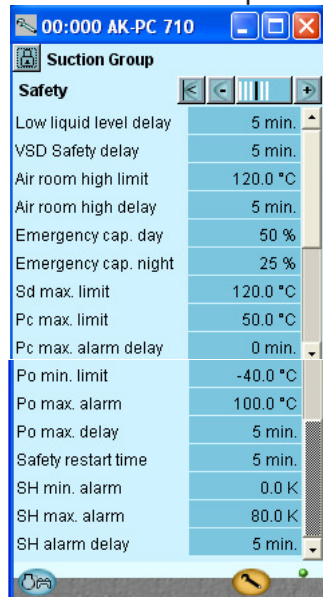 00:000 AK-PC 710
Suction Group
Safety
Low liquid level delay 5 min.
VSD Safety delay 5 min.
Air room high limit 120.0 °C
Air room high delay 5 min.
Emergency cap. day 50 %
Emergency cap. night 25 %
Sd max. limit 120.0 °C
Pc max. limit 50.0 °C
Pc max. alarm delay 0 min.
Po min. limit -40.0 °C
Po max. alarm 100.0 °C
Po max. delay 5 min.
Safety restart time 5 min.
SH min. alarm 0.0 K
SH max. alarm 80.0 K
SH alarm delay 5 min.